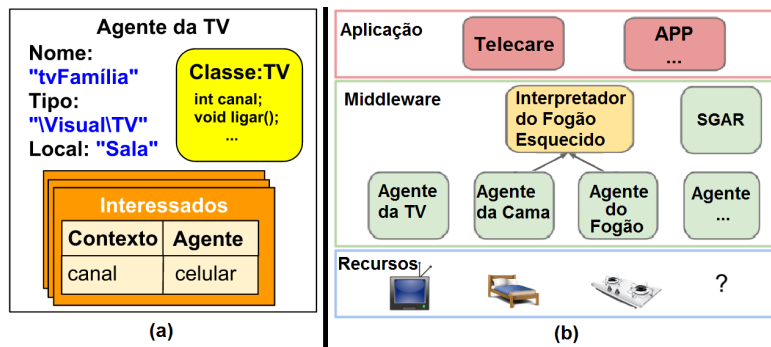 Agente da TV
Nome:
"tvFamília"
Tipo:
"\Visual\TV"
Local: "Sala"
Classe:TV
int canal;
void ligar();
...
Interessados
Contexto Agente
canal celular
(a)
Aplicação
Telecare
APP
...
Middleware
Interpretador
do Fogão
Esquecido
SGAR
Agente
da TV
Agente
da Cama
Agente
do
Fogão
Agente
...
Recursos
?
(b)